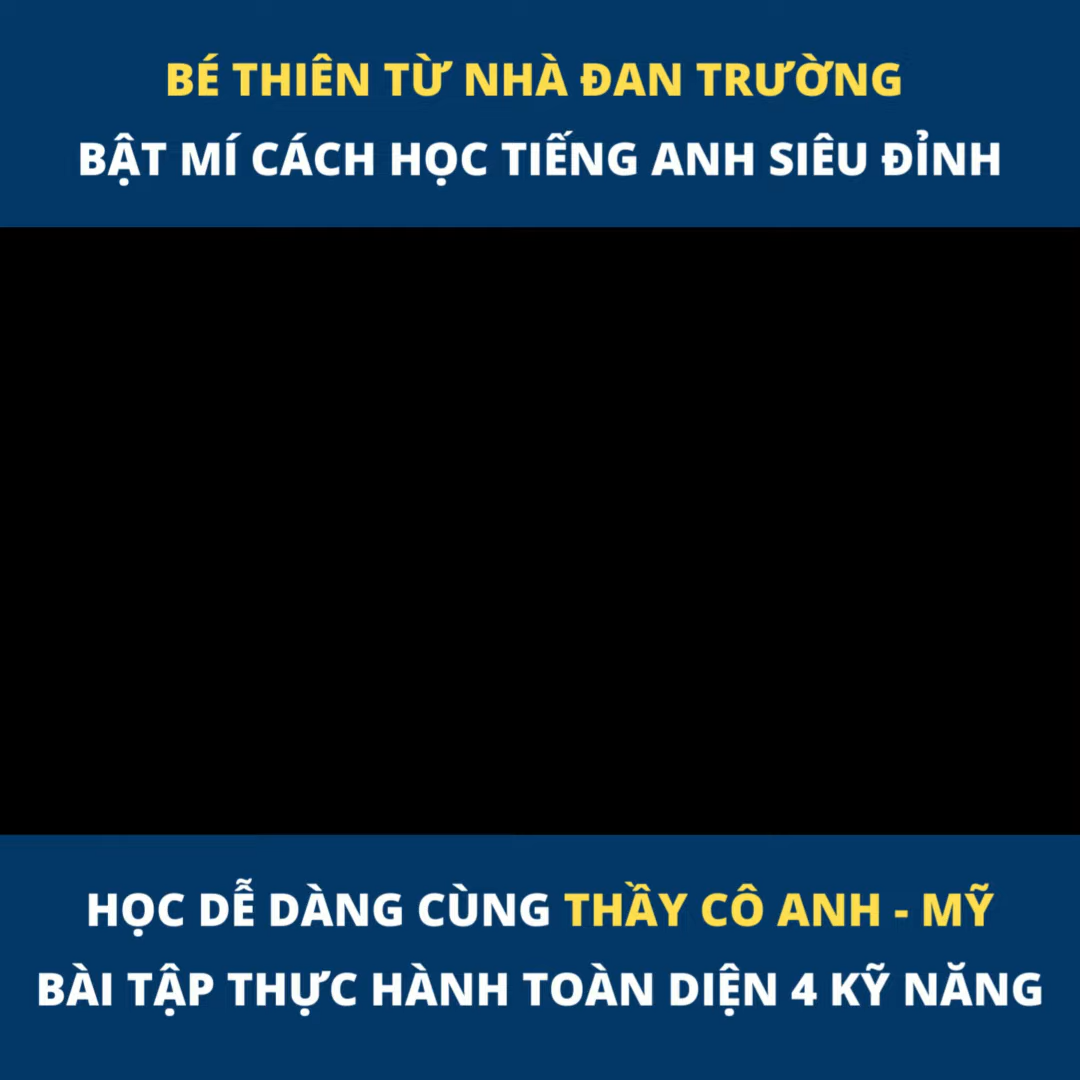 BÉ THIÊN TỪ NHÀ ĐAN TRƯỜNG
BẬT MÍ CÁCH HỌC TIẾNG ANH SIÊU ĐỈNH
HỌC DỄ DÀNG CÙNG THẦY CÔ ANH - MỸ
BÀI TẬP THỰC HÀNH TOÀN DIỆN 4 KỸ NĂNG